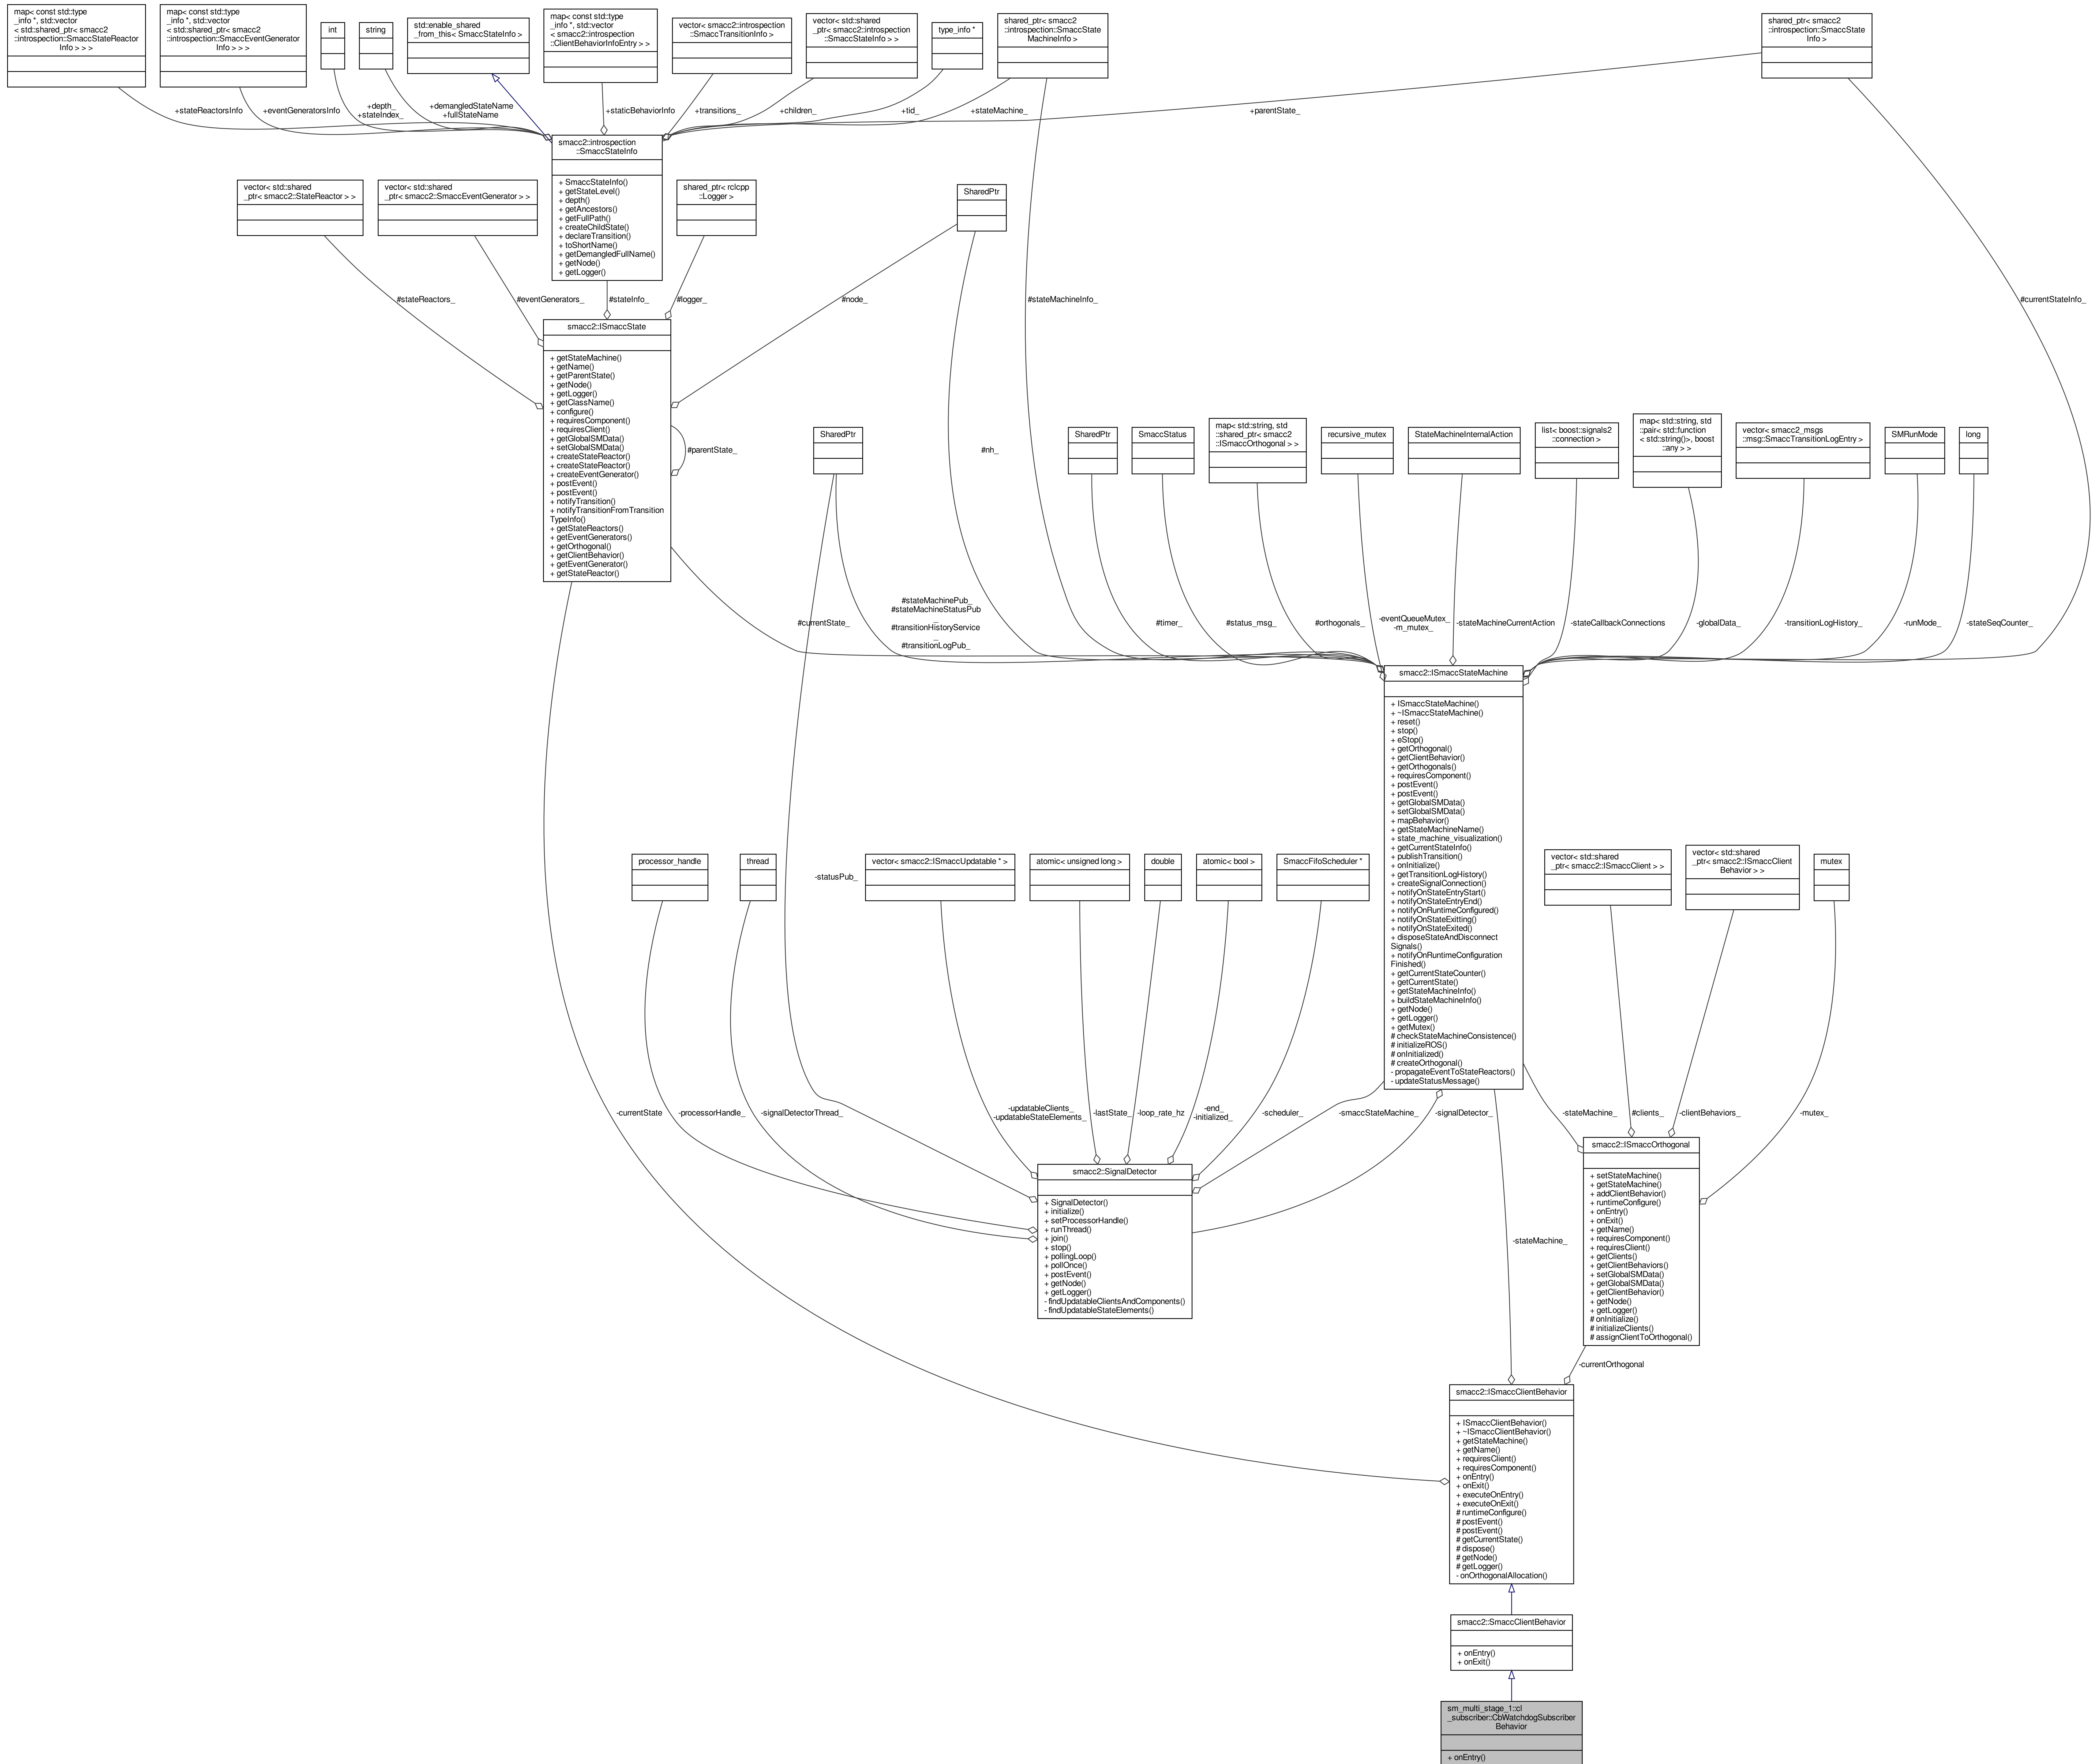 map< const std::type
_info *, std::vector
< std::shared_ptr< smacc2
::introspection::SmaccStateReactor
Info > > >
map< const std::type
_info *, std::vector
< std::shared_ptr< smacc2
::introspection::SmaccEventGenerator
Info > > >
int
string
std::enable_shared
_from_this< SmaccStateInfo >
map< const std::type
_info *, std::vector
< smacc2::introspection
::ClientBehaviorInfoEntry > >
vector< smacc2::introspection
::SmaccTransitionInfo >
vector< std::shared
_ptr< smacc2::introspection
::SmaccStateInfo > >
type_info *
shared_ptr< smacc2
::introspection::SmaccState
MachineInfo >
shared_ptr< smacc2
::introspection::SmaccState
Info >
+stateReactorsInfo
+eventGeneratorsInfo
+depth_
+stateIndex_
+demangledStateName
+fullStateName
+staticBehaviorInfo
+transitions_
+children_
+tid_
+stateMachine_
+parentState_
smacc2::introspection
::SmaccStateInfo
+ SmaccStateInfo()
+ getStateLevel()
+ depth()
+ getAncestors()
+ getFullPath()
+ createChildState()
+ declareTransition()
+ toShortName()
+ getDemangledFullName()
+ getNode()
+ getLogger()
vector< std::shared
_ptr< smacc2::StateReactor > >
vector< std::shared
_ptr< smacc2::SmaccEventGenerator > >
shared_ptr< rclcpp
::Logger >
SharedPtr
#stateReactors_
#eventGenerators_
#stateInfo_
#logger_
#node_
#stateMachineInfo_
#currentStateInfo_
smacc2::ISmaccState
+ getStateMachine()
+ getName()
+ getParentState()
+ getNode()
+ getLogger()
+ getClassName()
+ configure()
+ requiresComponent()
+ requiresClient()
+ getGlobalSMData()
+ setGlobalSMData()
+ createStateReactor()
+ createStateReactor()
+ createEventGenerator()
+ postEvent()
+ postEvent()
+ notifyTransition()
+ notifyTransitionFromTransition
TypeInfo()
+ getStateReactors()
+ getEventGenerators()
+ getOrthogonal()
+ getClientBehavior()
+ getEventGenerator()
+ getStateReactor()
#parentState_
#nh_
SharedPtr
SharedPtr
SmaccStatus
map< std::string, std
::shared_ptr< smacc2
::ISmaccOrthogonal > >
recursive_mutex
StateMachineInternalAction
list< boost::signals2
::connection >
map< std::string, std
::pair< std::function
< std::string()>, boost
::any > >
vector< smacc2_msgs
::msg::SmaccTransitionLogEntry >
SMRunMode
long
#currentState_
#stateMachinePub_
#stateMachineStatusPub
_
#transitionHistoryService
_
#transitionLogPub_
#timer_
#status_msg_
#orthogonals_
-eventQueueMutex_
-m_mutex_
-stateMachineCurrentAction
-stateCallbackConnections
-globalData_
-transitionLogHistory_
-runMode_
-stateSeqCounter_
smacc2::ISmaccStateMachine
+ ISmaccStateMachine()
+ ~ISmaccStateMachine()
+ reset()
+ stop()
+ eStop()
+ getOrthogonal()
+ getClientBehavior()
+ getOrthogonals()
+ requiresComponent()
+ postEvent()
+ postEvent()
+ getGlobalSMData()
+ setGlobalSMData()
+ mapBehavior()
+ getStateMachineName()
+ state_machine_visualization()
+ getCurrentStateInfo()
+ publishTransition()
+ onInitialize()
+ getTransitionLogHistory()
+ createSignalConnection()
+ notifyOnStateEntryStart()
+ notifyOnStateEntryEnd()
+ notifyOnRuntimeConfigured()
+ notifyOnStateExitting()
+ notifyOnStateExited()
+ disposeStateAndDisconnect
Signals()
+ notifyOnRuntimeConfiguration
Finished()
+ getCurrentStateCounter()
+ getCurrentState()
+ getStateMachineInfo()
+ buildStateMachineInfo()
+ getNode()
+ getLogger()
+ getMutex()
# checkStateMachineConsistence()
# initializeROS()
# onInitialized()
# createOrthogonal()
- propagateEventToStateReactors()
- updateStatusMessage()
processor_handle
thread
-statusPub_
vector< smacc2::ISmaccUpdatable * >
atomic< unsigned long >
double
atomic< bool >
SmaccFifoScheduler *
vector< std::shared
_ptr< smacc2::ISmaccClient > >
vector< std::shared
_ptr< smacc2::ISmaccClient
Behavior > >
mutex
-currentState
-processorHandle_
-signalDetectorThread_
-updatableClients_
-updatableStateElements_
-lastState_
-loop_rate_hz
-end_
-initialized_
-scheduler_
-smaccStateMachine_
-signalDetector_
-stateMachine_
#clients_
-clientBehaviors_
-mutex_
smacc2::SignalDetector
+ SignalDetector()
+ initialize()
+ setProcessorHandle()
+ runThread()
+ join()
+ stop()
+ pollingLoop()
+ pollOnce()
+ postEvent()
+ getNode()
+ getLogger()
- findUpdatableClientsAndComponents()
- findUpdatableStateElements()
smacc2::ISmaccOrthogonal
+ setStateMachine()
+ getStateMachine()
+ addClientBehavior()
+ runtimeConfigure()
+ onEntry()
+ onExit()
+ getName()
+ requiresComponent()
+ requiresClient()
+ getClients()
+ getClientBehaviors()
+ setGlobalSMData()
+ getGlobalSMData()
+ getClientBehavior()
+ getNode()
+ getLogger()
# onInitialize()
# initializeClients()
# assignClientToOrthogonal()
-stateMachine_
-currentOrthogonal
smacc2::ISmaccClientBehavior
+ ISmaccClientBehavior()
+ ~ISmaccClientBehavior()
+ getStateMachine()
+ getName()
+ requiresClient()
+ requiresComponent()
+ onEntry()
+ onExit()
+ executeOnEntry()
+ executeOnExit()
# runtimeConfigure()
# postEvent()
# postEvent()
# getCurrentState()
# dispose()
# getNode()
# getLogger()
- onOrthogonalAllocation()
smacc2::SmaccClientBehavior
+ onEntry()
+ onExit()
sm_multi_stage_1::cl
_subscriber::CbWatchdogSubscriber
Behavior
+ onEntry()